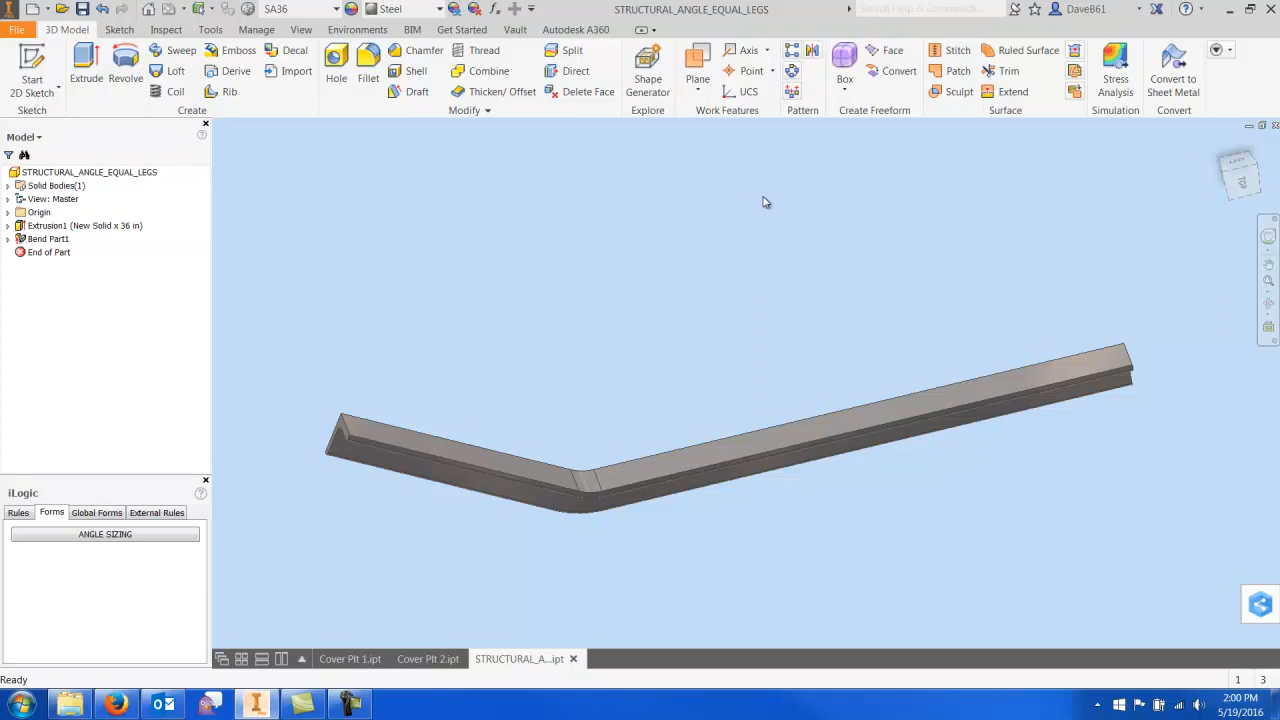 SA36 Steel STRUCTURAL_ANGLE_EQUAL_LEGS Search Help & Commands... DaveB61
File 3D Model Sketch Inspect Tools Manage View Environments BIM Get Started Vault Autodesk A360
Start 2D Sketch Extrude Revolve Sweep Emboss Decal Hole Fillet Chamfer Thread Split Shape Generator Plane Axis Box Face Stitch Ruled Surface Stress Analysis Convert to Sheet Metal
Loft Derive Import Shell Combine Direct Point Convert Patch Trim
Coil Rib Draft Thicken/ Offset Delete Face UCS Sculpt Extend
Sketch Create Modify Explore Work Features Pattern Create Freeform Surface Simulation Convert
Model
STRUCTURAL_ANGLE_EQUAL_LEGS
Solid Bodies(1)
View: Master
Origin
Extrusion1 (New Solid x 36 in)
Bend Part1
End of Part
iLogic
Rules Forms Global Forms External Rules
ANGLE SIZING
Cover Plt 1.ipt Cover Plt 2.ipt STRUCTURAL_A...ipt
Ready 1 3
2:00 PM
5/19/2016